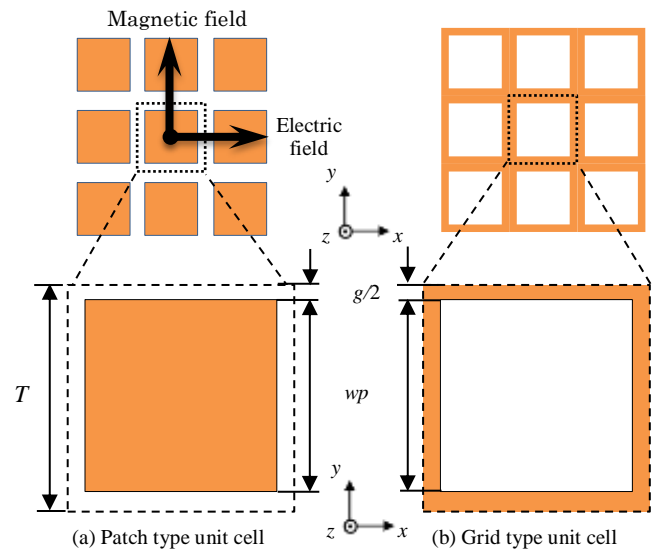 Magnetic field
Electric
field
y
z
x
y
z
x
g/2
T
wp
y
z
x
(a) Patch type unit cell
(b) Grid type unit cell